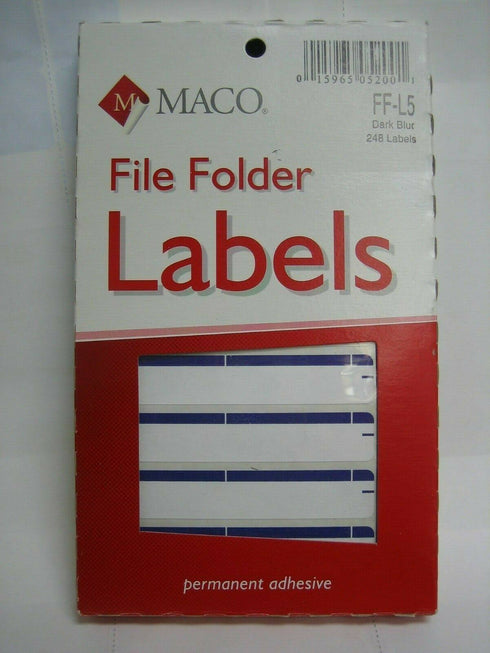 0 15965 05200 1
M MACO®
FF-L5
Dark Blue
248 Labels
File Folder
Labels
permanent adhesive